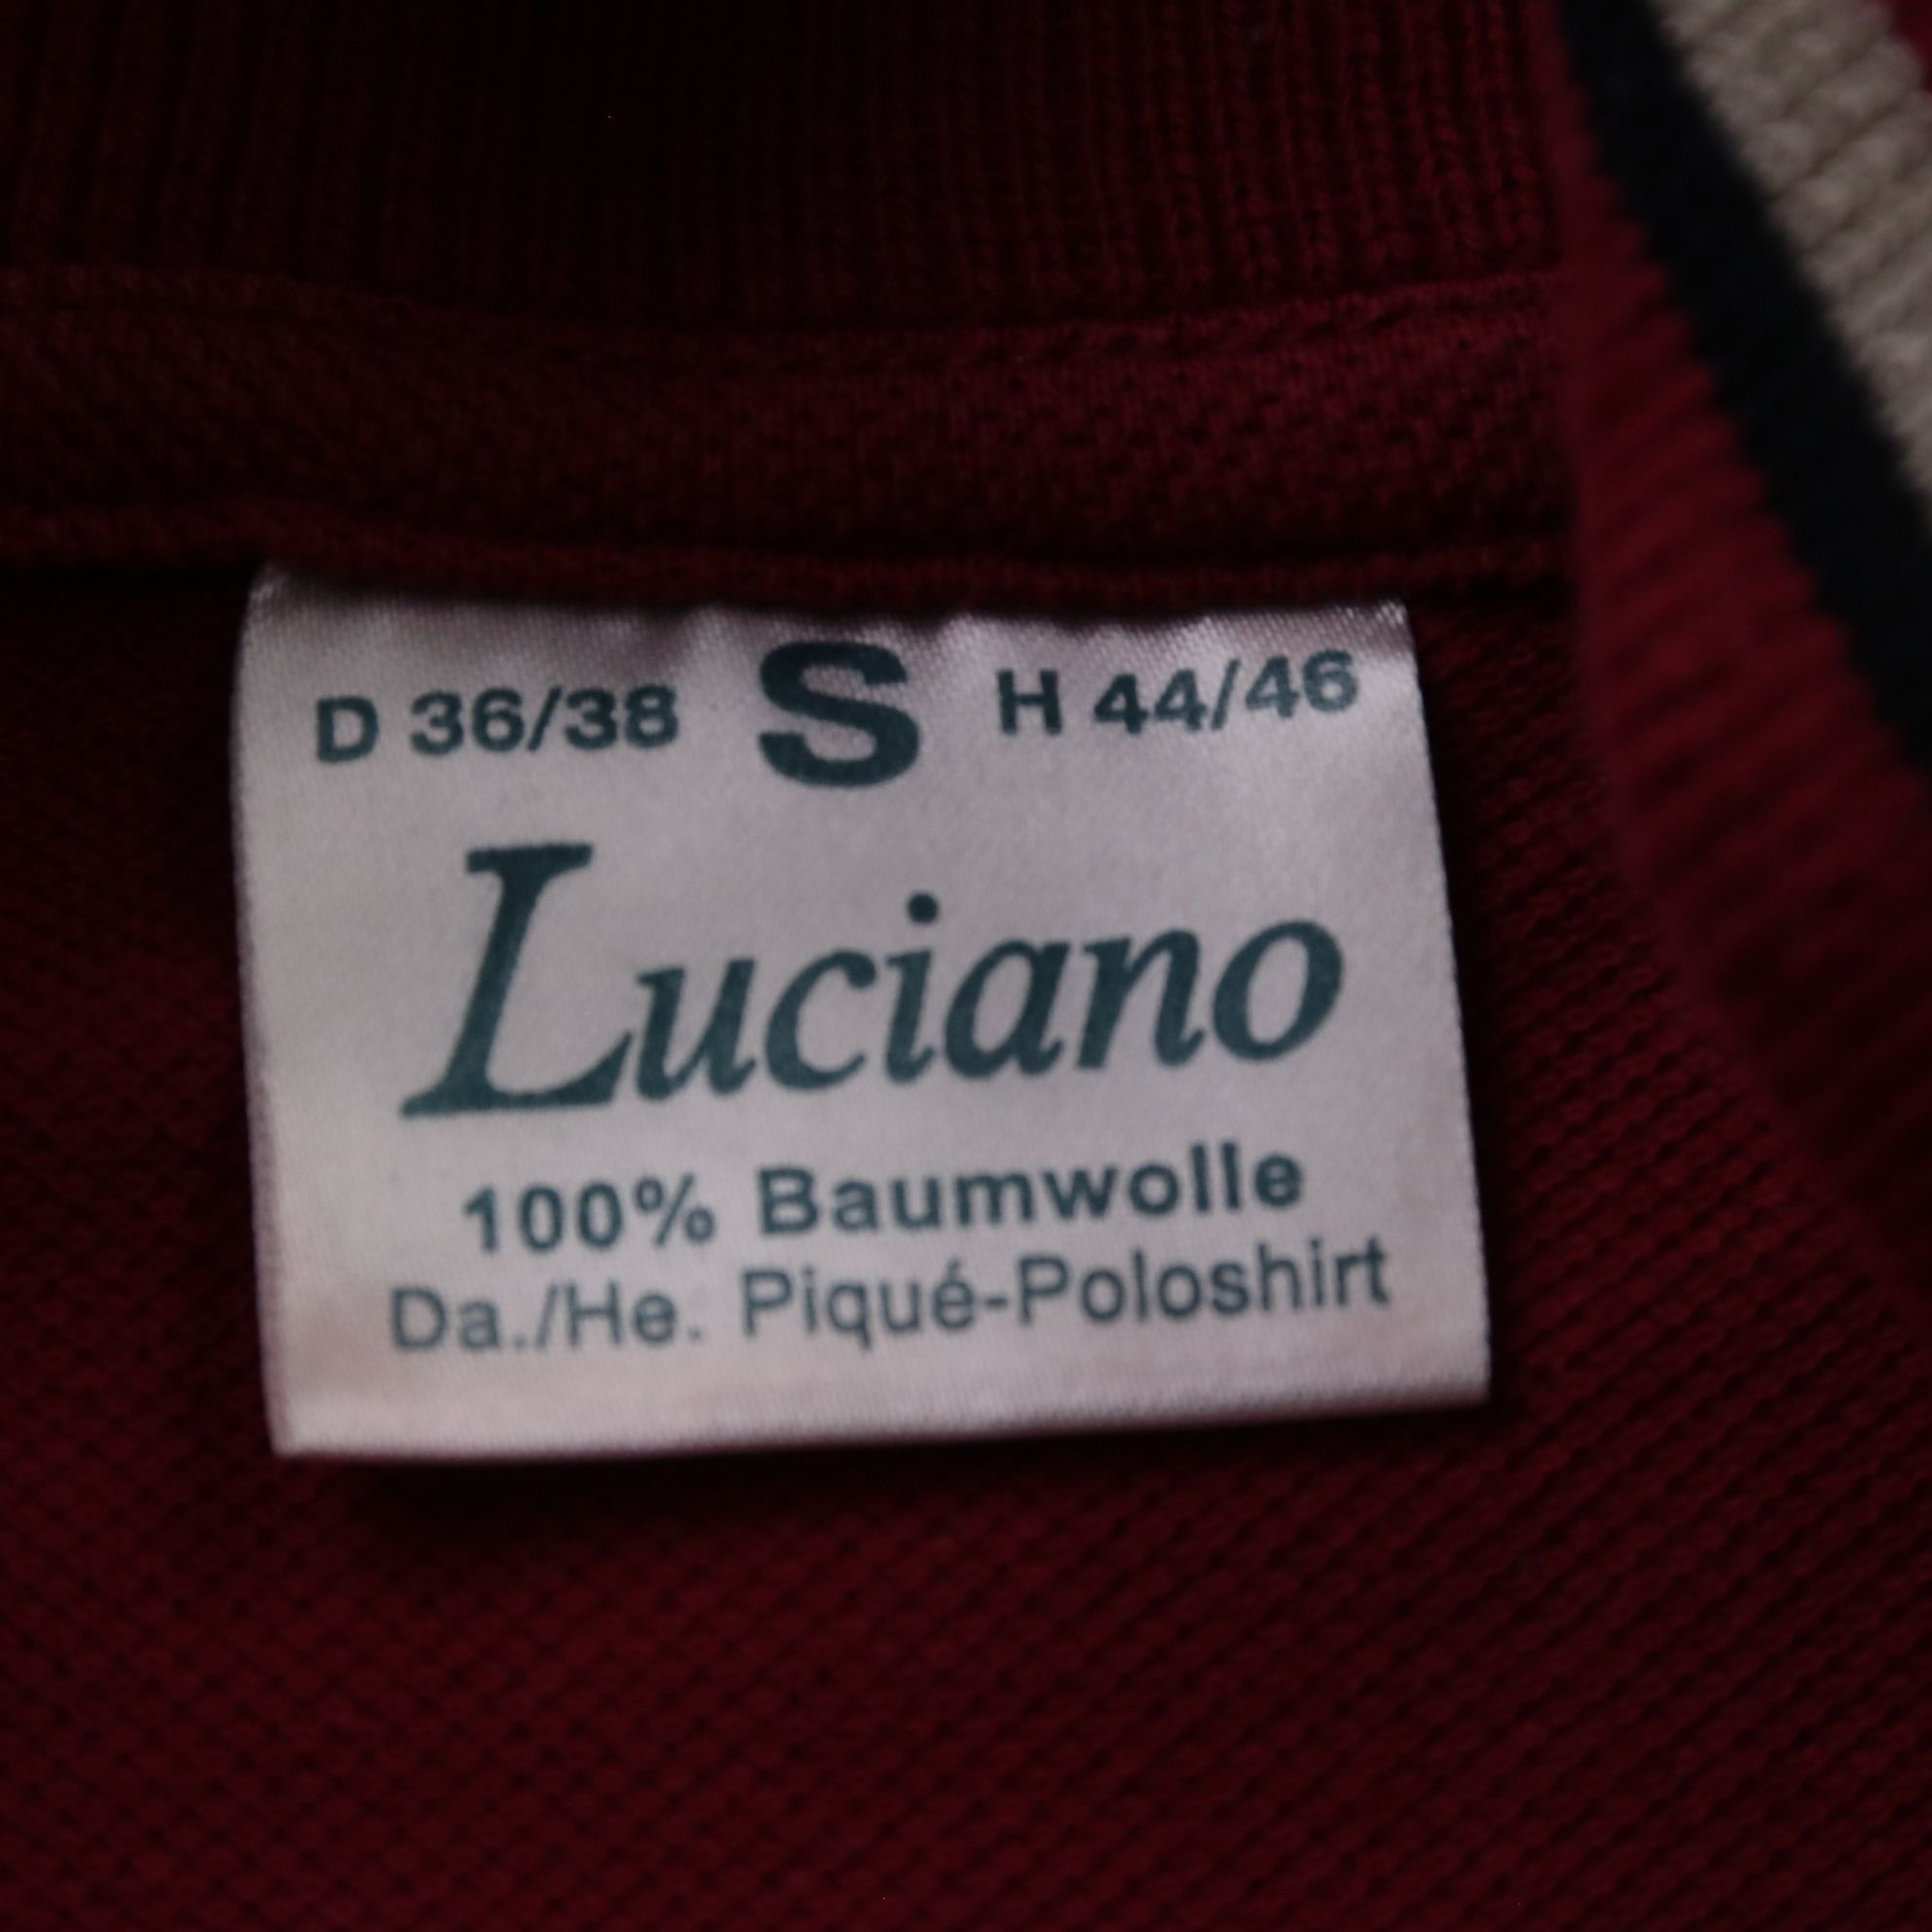 D 36/38 S H 44/46
Luciano
100% Baumwolle
Da./He. Piqué-Poloshirt